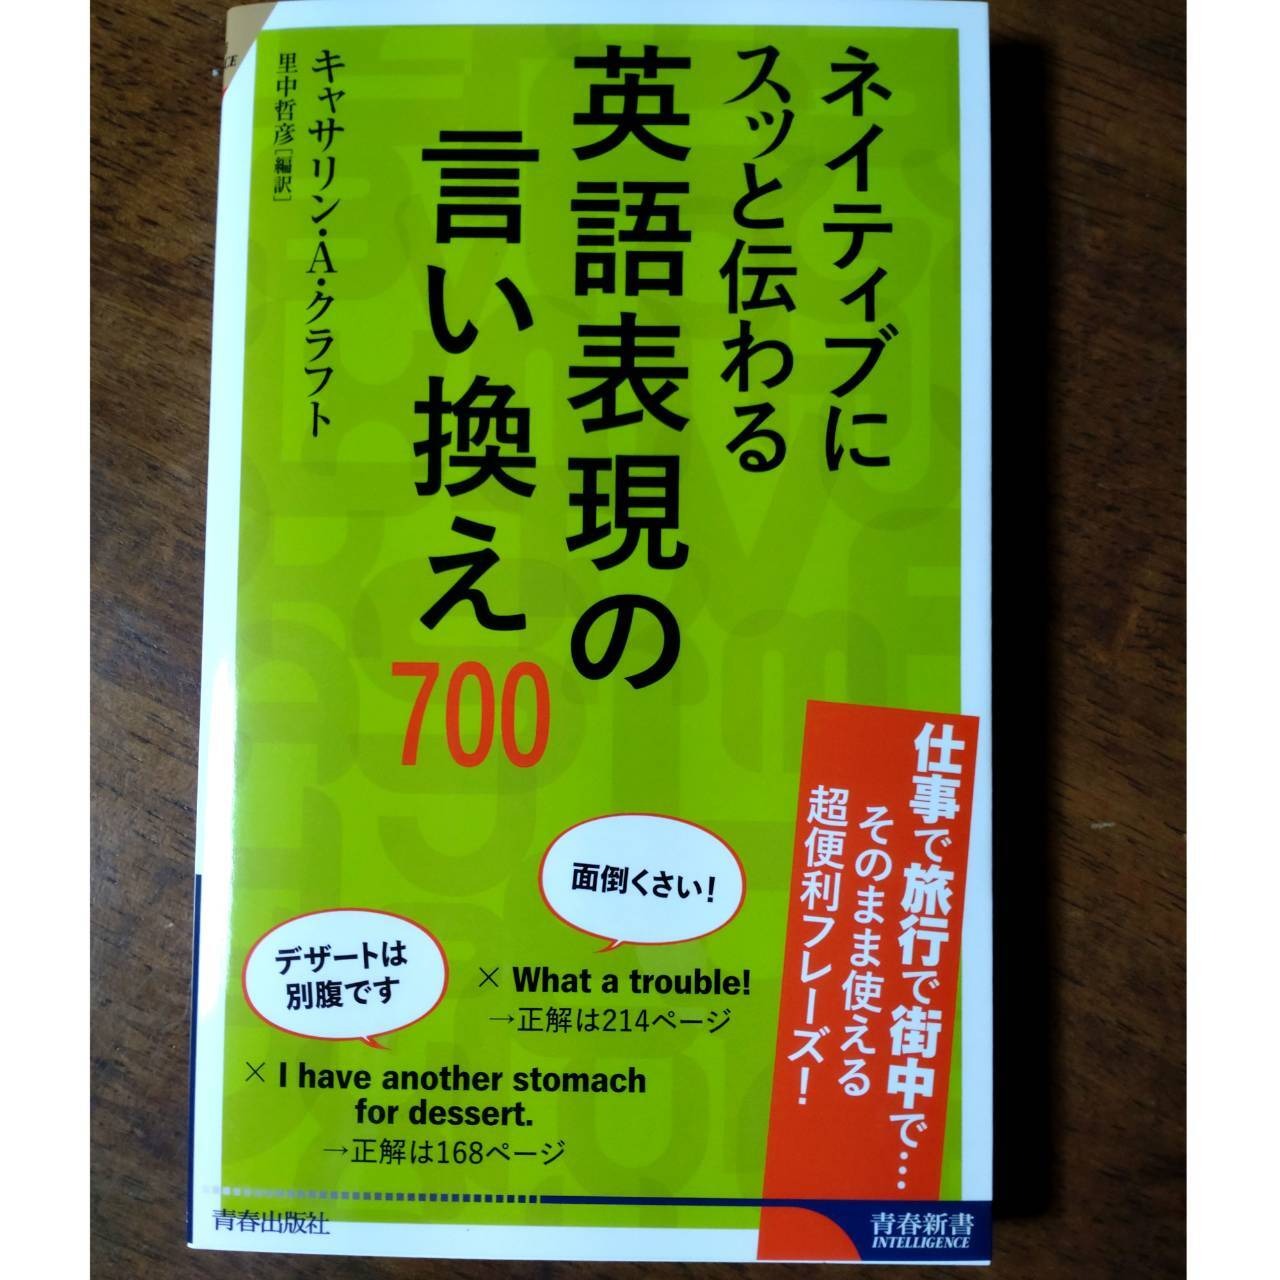 ネイティブに
スッと伝わる
英語表現の
言い換え
700
キャサリン・A・クラフト
里中哲彦[編訳]
仕事で旅行で街中で…
そのまま使える
超便利フレーズ!
面倒くさい!
× What a trouble!
→正解は214ページ
デザートは
別腹です
× I have another stomach
for dessert.
→正解は168ページ
青春出版社
青春新書
INTELLIGENCE